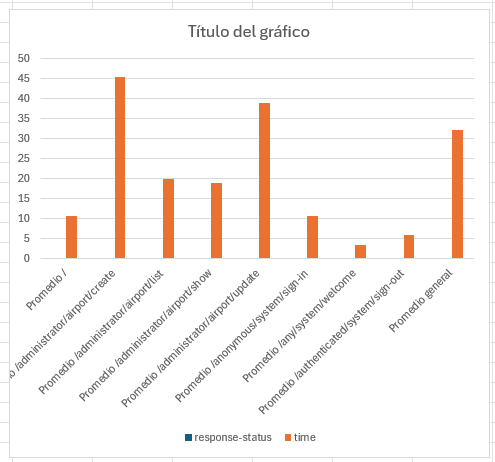 Título del gráfico
50
45
40
35
30
25
20
15
10
5
0
Promedio /
/administrator/airport/create
Promedio /administrator/airport/list
Promedio /administrator/airport/show
Promedio /administrator/airport/update
Promedio /anonymous/system/sign-in
Promedio /any/system/welcome
Promedio /authenticated/system/sign-out
Promedio general
response-status time